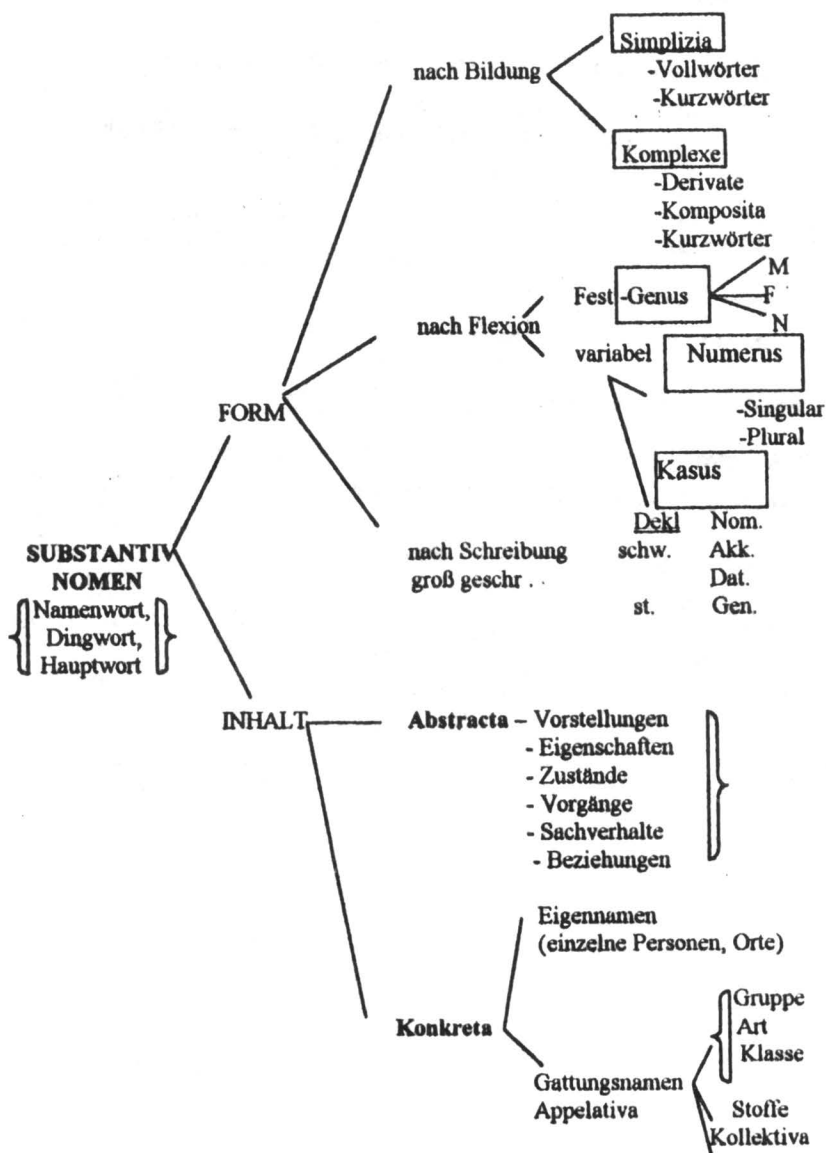 Simplizia
nach Bildung
-Vollwörter
-Kurzwörter
Komplexe
-Derivate
-Komposita
-Kurzwörter
M
Fest -Genus F
nach Flexion
N
variabel Numerus
FORM
-Singular
-Plural
Kasus
Dekl Nom.
SUBSTANTIV
nach Schreibung schw. Akk.
NOMEN
groß geschr . . Dat.
Namenwort,
st. Gen.
Dingwort,
Hauptwort
INHALT
Abstracta – Vorstellungen
- Eigenschaften
- Zustände
- Vorgänge
- Sachverhalte
- Beziehungen
Eigennamen
(einzelne Personen, Orte)
Gruppe
Konkreta
Art
Klasse
Gattungsnamen
Appelativa
Stoffe
Kollektiva